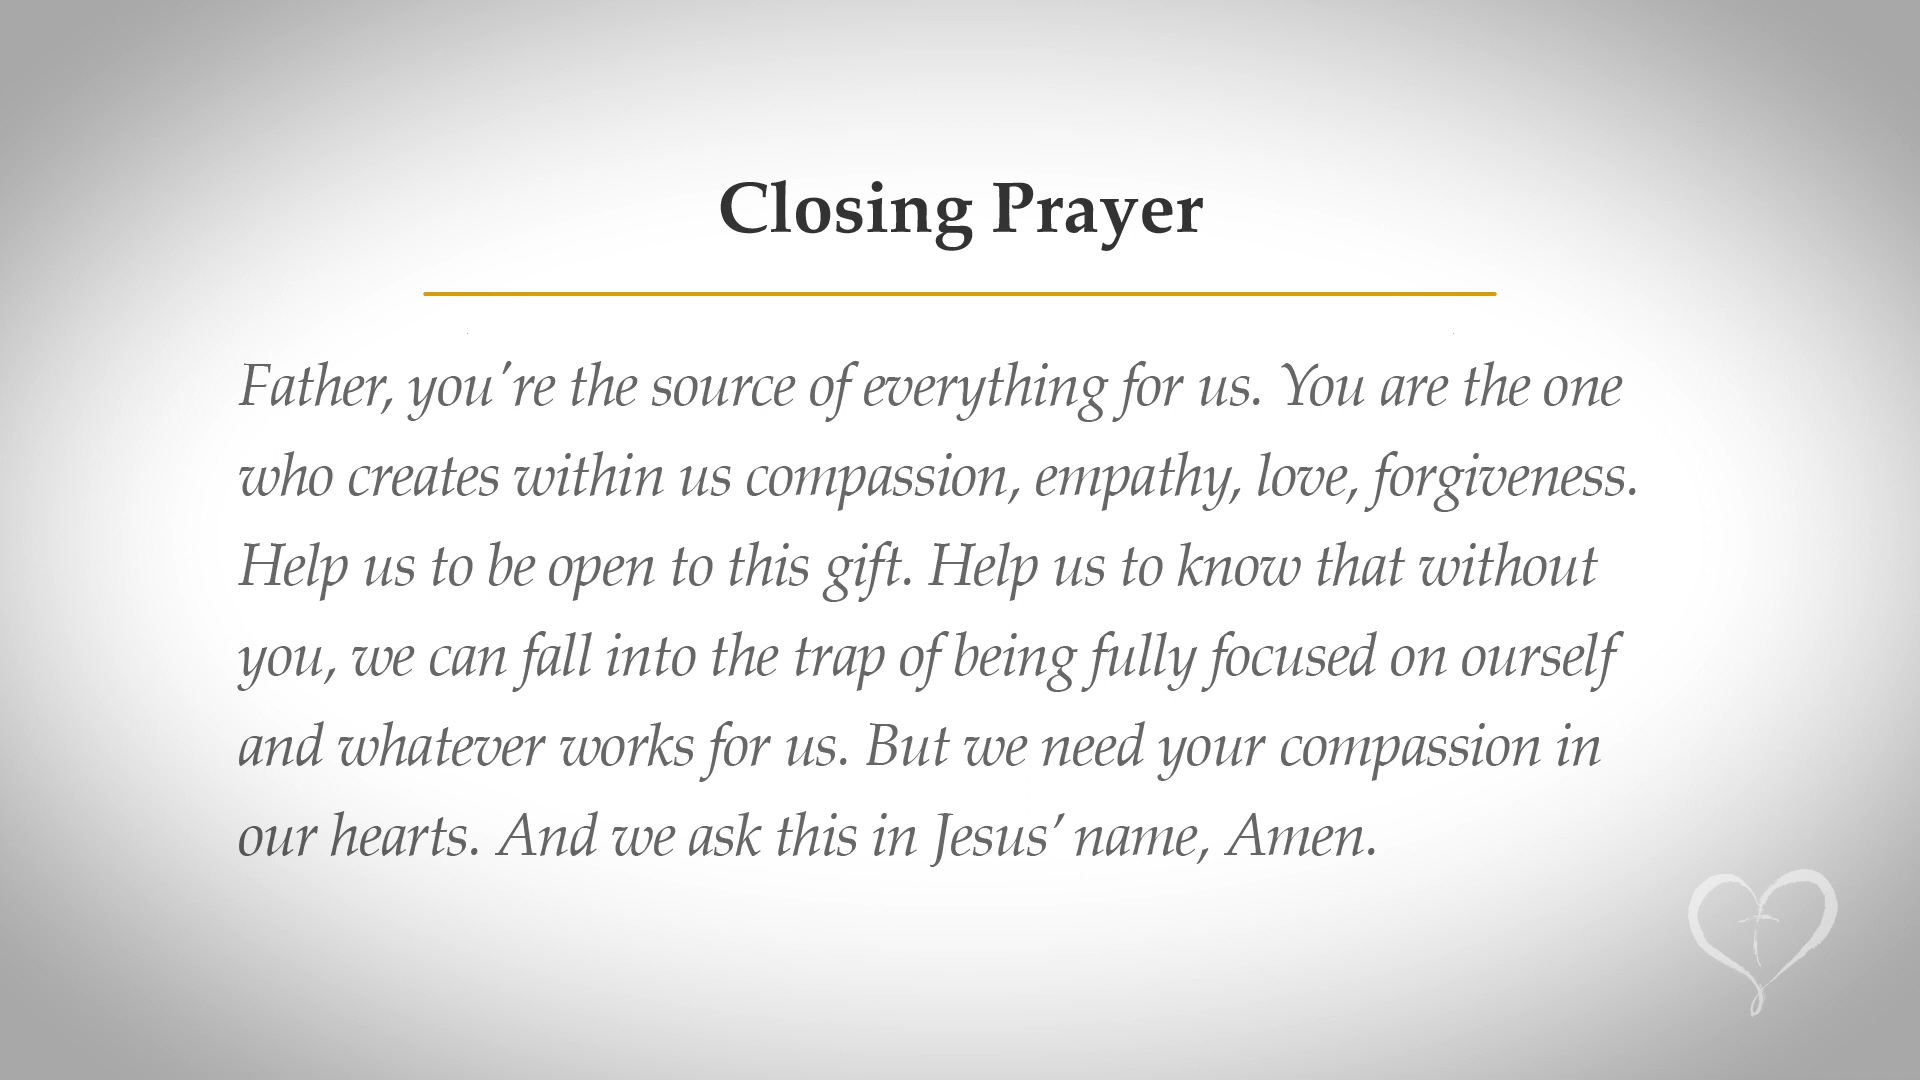 Closing Prayer
Father, you're the source of everything for us. You are the one
who creates within us compassion, empathy, love, forgiveness.
Help us to be open to this gift. Help us to know that without
you, we can fall into the trap of being fully focused on ourself
and whatever works for us. But we need your compassion in
our hearts. And we ask this in Jesus’ name, Amen.